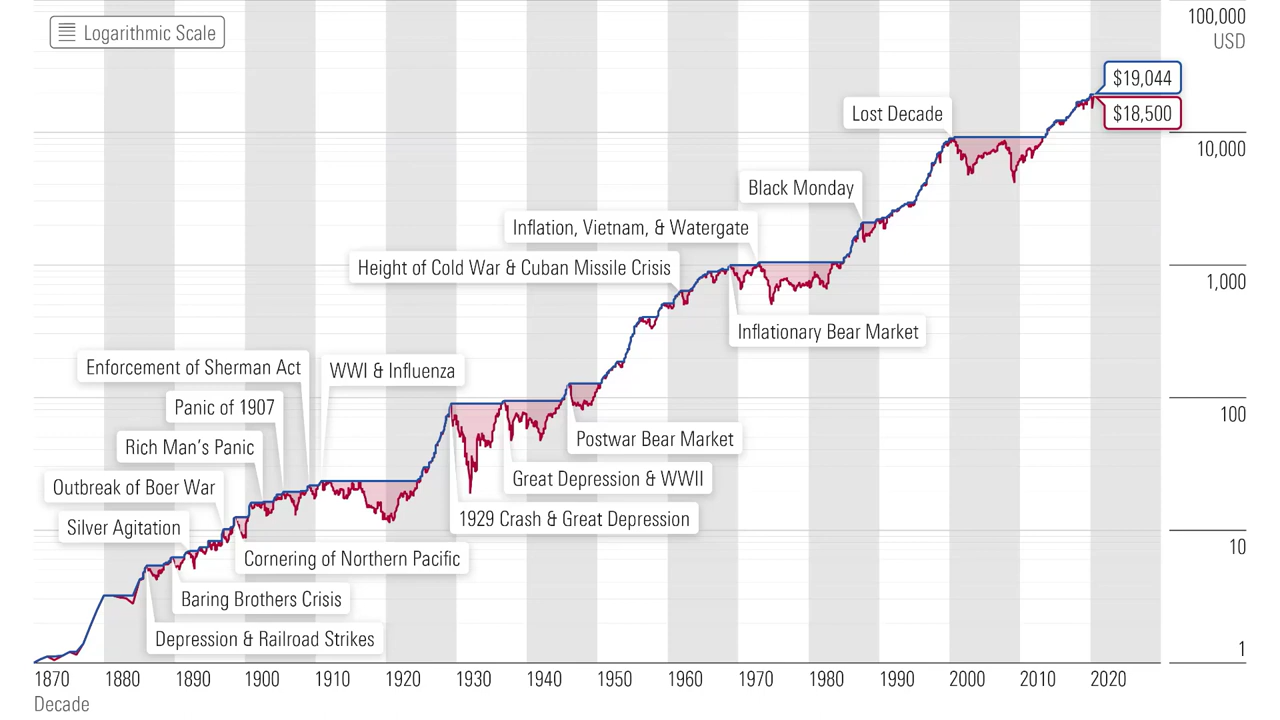 Logarithmic Scale
100,000
USD
$19,044
$18,500
Lost Decade
10,000
Black Monday
Inflation, Vietnam, & Watergate
Height of Cold War & Cuban Missile Crisis
1,000
Inflationary Bear Market
Enforcement of Sherman Act
WWI & Influenza
Panic of 1907
100
Postwar Bear Market
Rich Man's Panic
Great Depression & WWII
Outbreak of Boer War
1929 Crash & Great Depression
Silver Agitation
10
Cornering of Northern Pacific
Baring Brothers Crisis
Depression & Railroad Strikes
1
1870 1880 1890 1900 1910 1920 1930 1940 1950 1960 1970 1980 1990 2000 2010 2020
Decade